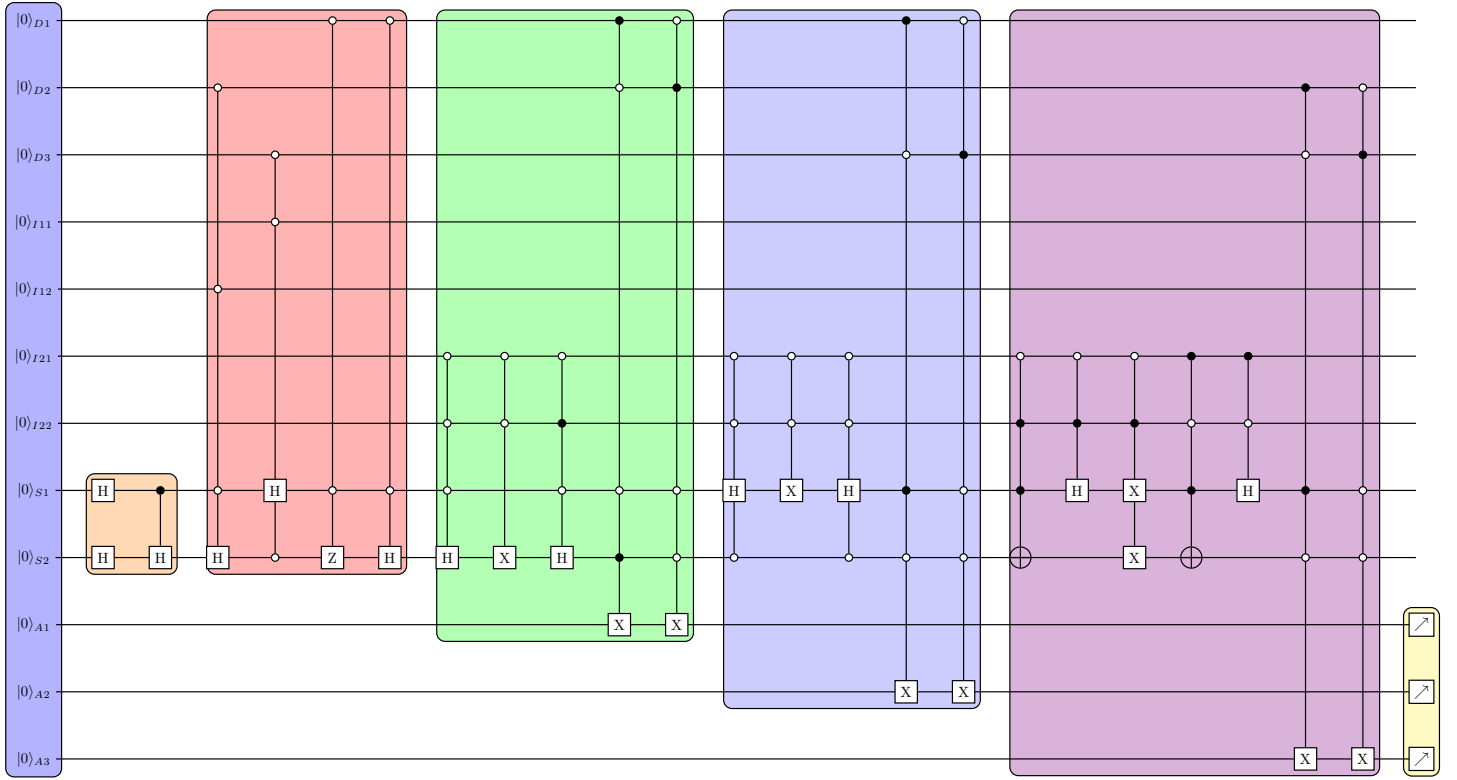 |0⟩D1
|0⟩D2
|0⟩D3
|0⟩I11
|0⟩I12
|0⟩I21
|0⟩I22
|0⟩S1 H H H X H H X H
|0⟩S2 H H H Z H H X H X
|0⟩A1 X X
|0⟩A2 X X
|0⟩A3 X X